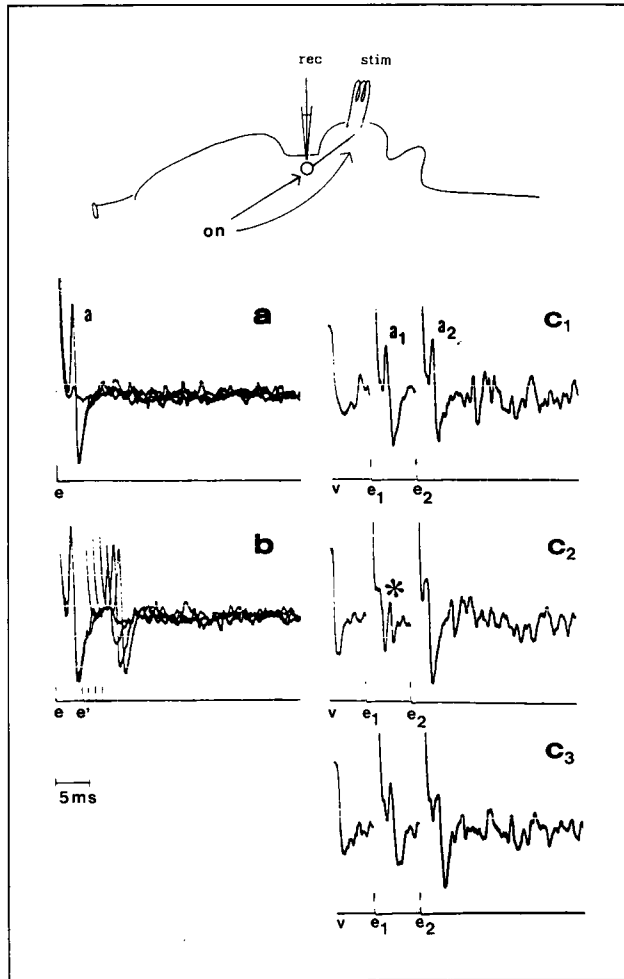 rec stim
on
a a
e
b
e e'
5ms
a₁ a₂ c₁
v e₁ e₂
* c₂
v e₁ e₂
c₃
v e₁ e₂